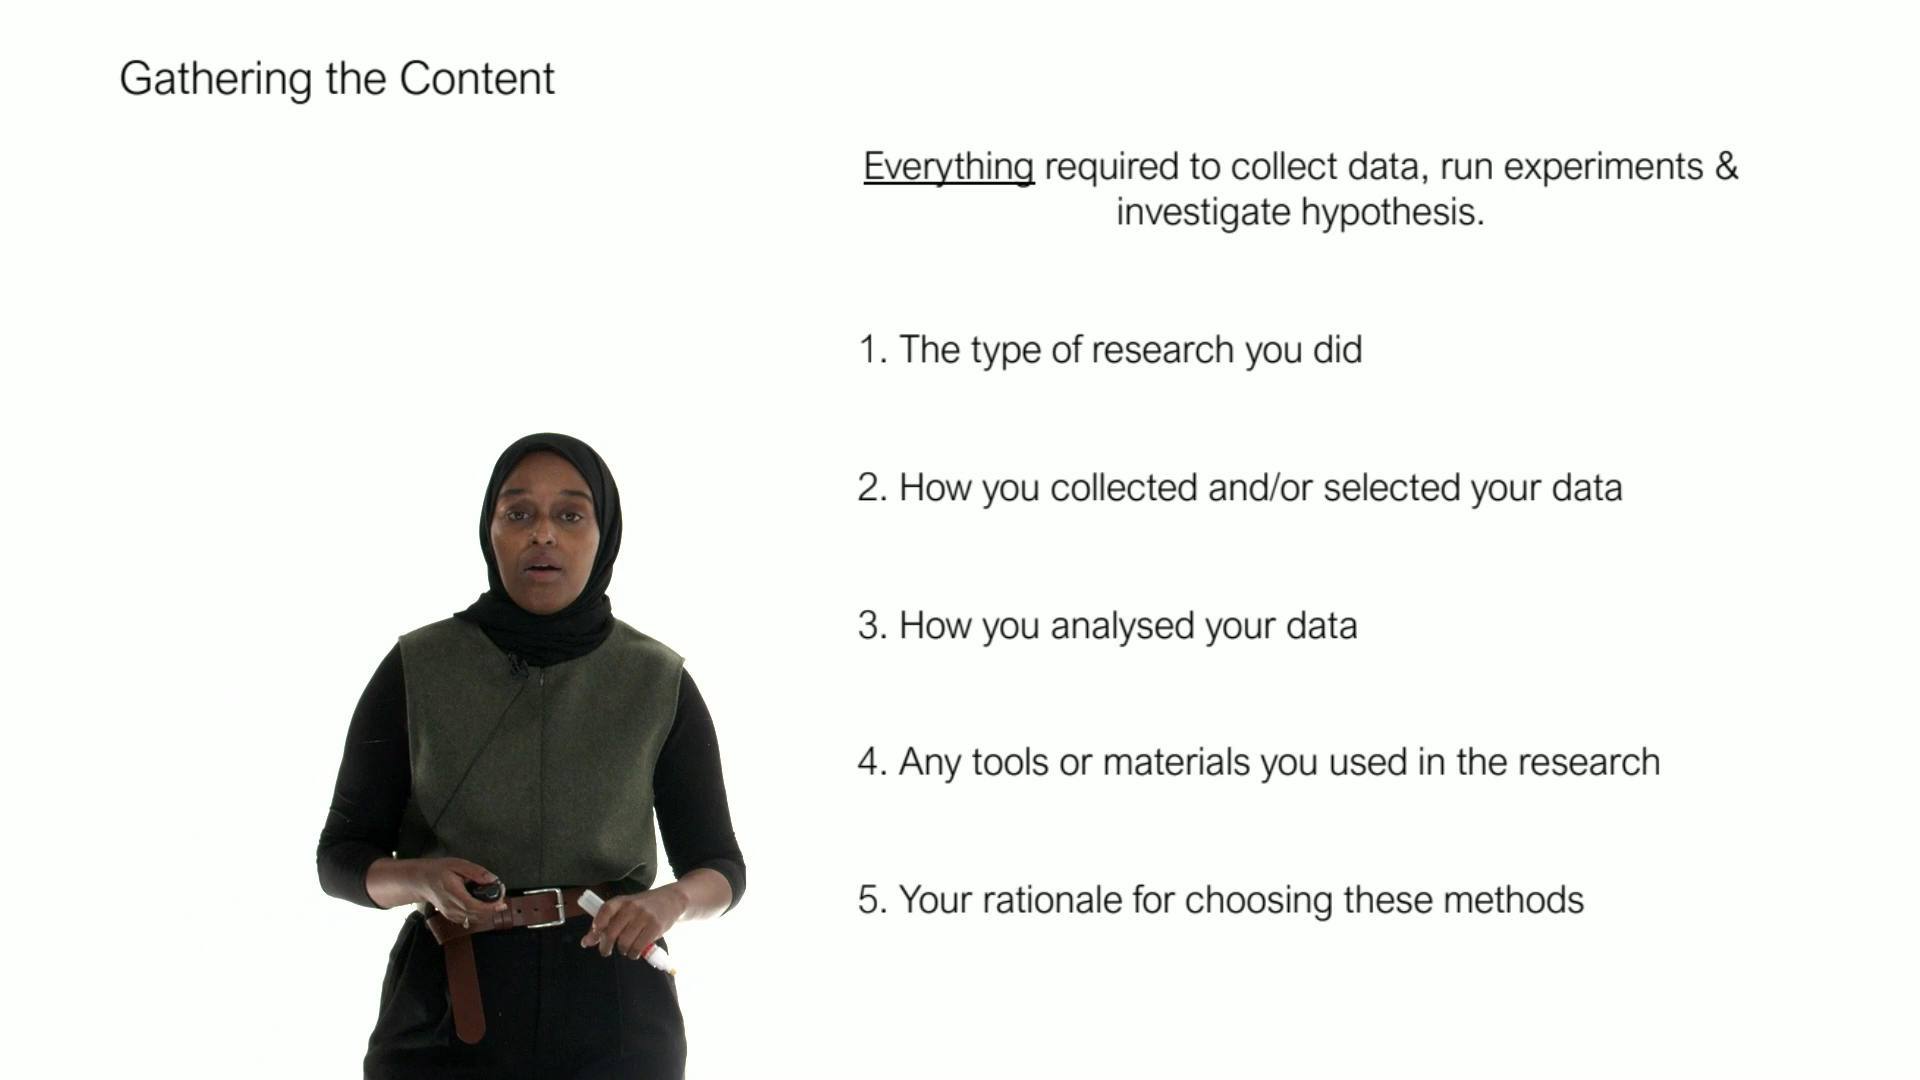 Gathering the Content
Everything required to collect data, run experiments &
investigate hypothesis.
1. The type of research you did
2. How you collected and/or selected your data
3. How you analysed your data
4. Any tools or materials you used in the research
5. Your rationale for choosing these methods